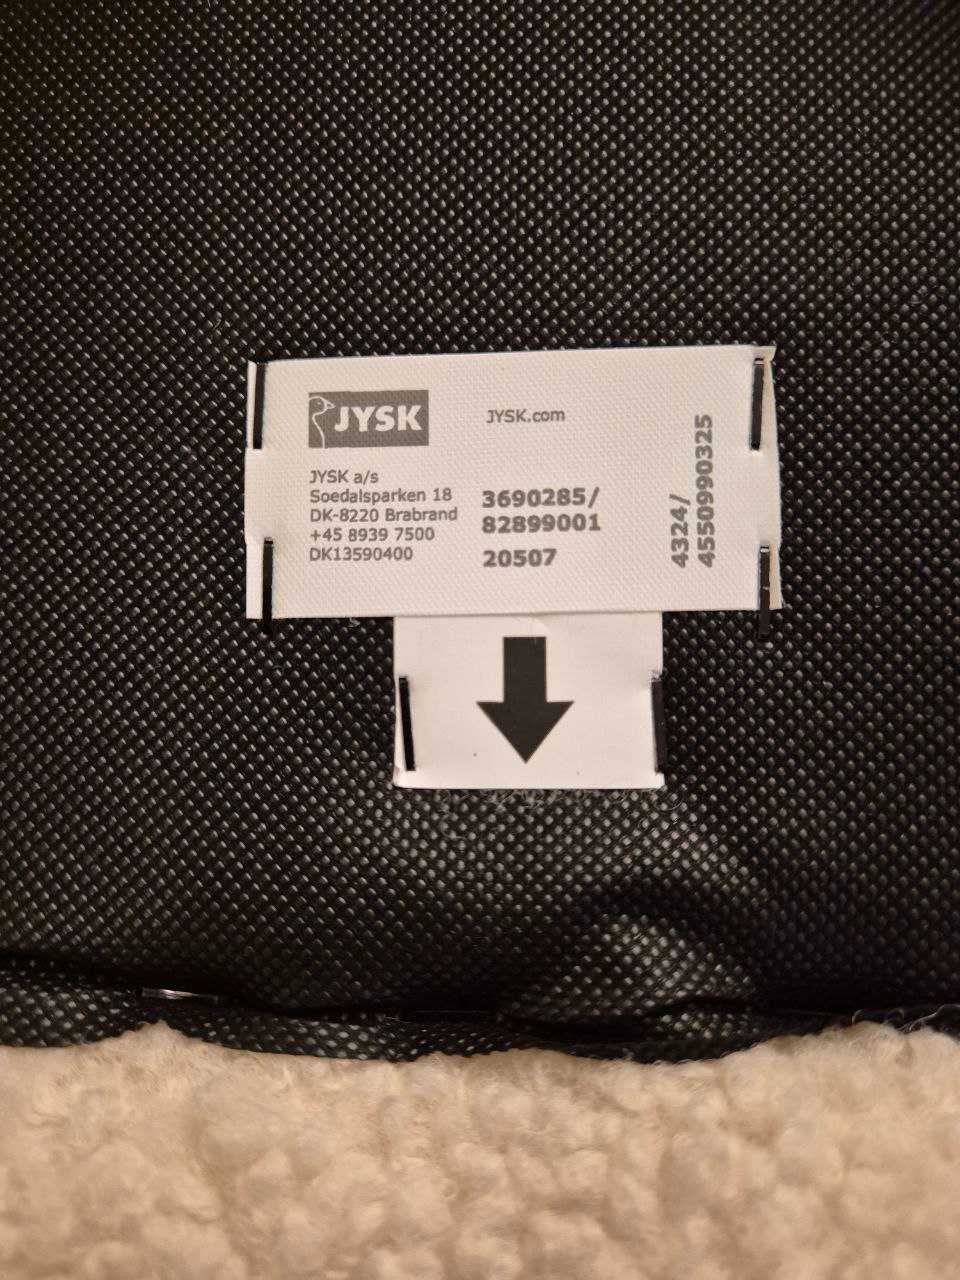 JYSK
JYSK.com
JYSK a/s
Soedalsparken 18
DK-8220 Brabrand
+45 8939 7500
DK13590400
3690285/
82899001
20507
4324/
4550990325